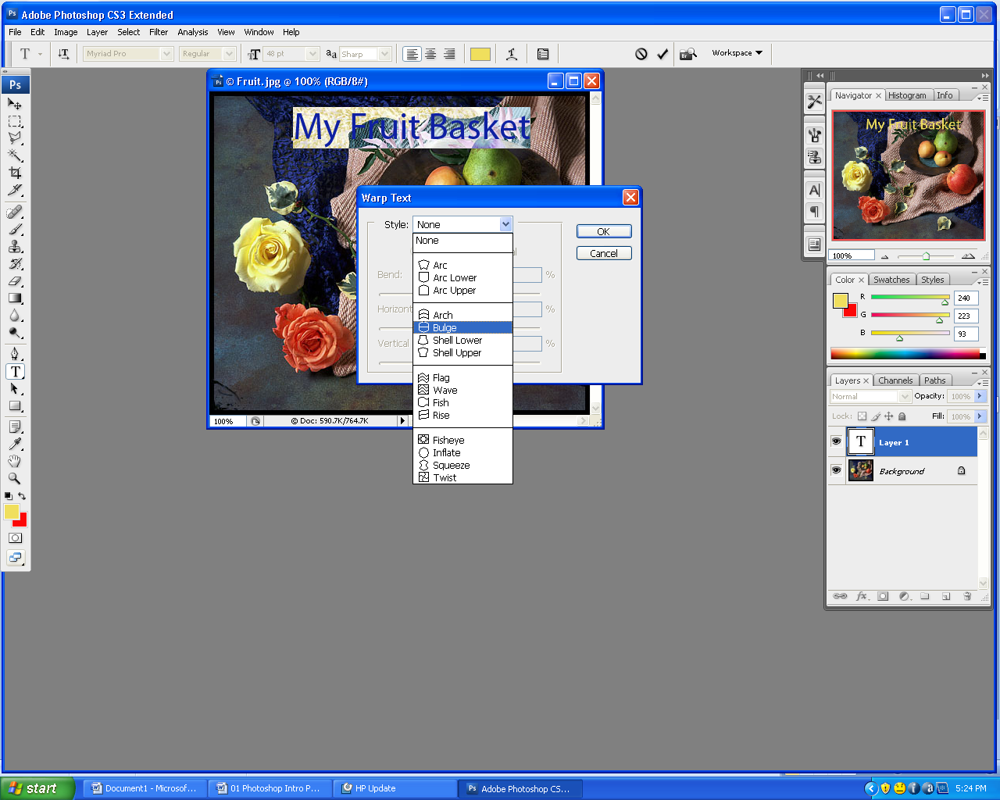 Ps Adobe Photoshop CS3 Extended
File Edit Image Layer Select Filter Analysis View Window Help
T Myriad Pro Regular 48 pt aa Sharp Workspace
Ps
© Fruit.jpg @ 100% (RGB/8#)
My Fruit Basket
Warp Text
Style: None
None
Arc
Arc Lower
Arc Upper
Arch
Bulge
Shell Lower
Shell Upper
Flag
Wave
Fish
Rise
Fisheye
Inflate
Squeeze
Twist
Bend: %
Horizont %
Vertical %
OK
Cancel
100% © Doc: 590.7K/764.7K
Navigator Histogram Info
My Fruit Basket
100%
Color Swatches Styles
R 240
G 223
B 93
Layers Channels Paths
Normal Opacity: 100%
Lock: Fill: 100%
T Layer 1
Background
start Document1 - Microsof... 01 Photoshop Intro P... HP Update Ps Adobe Photoshop CS... 5:24 PM